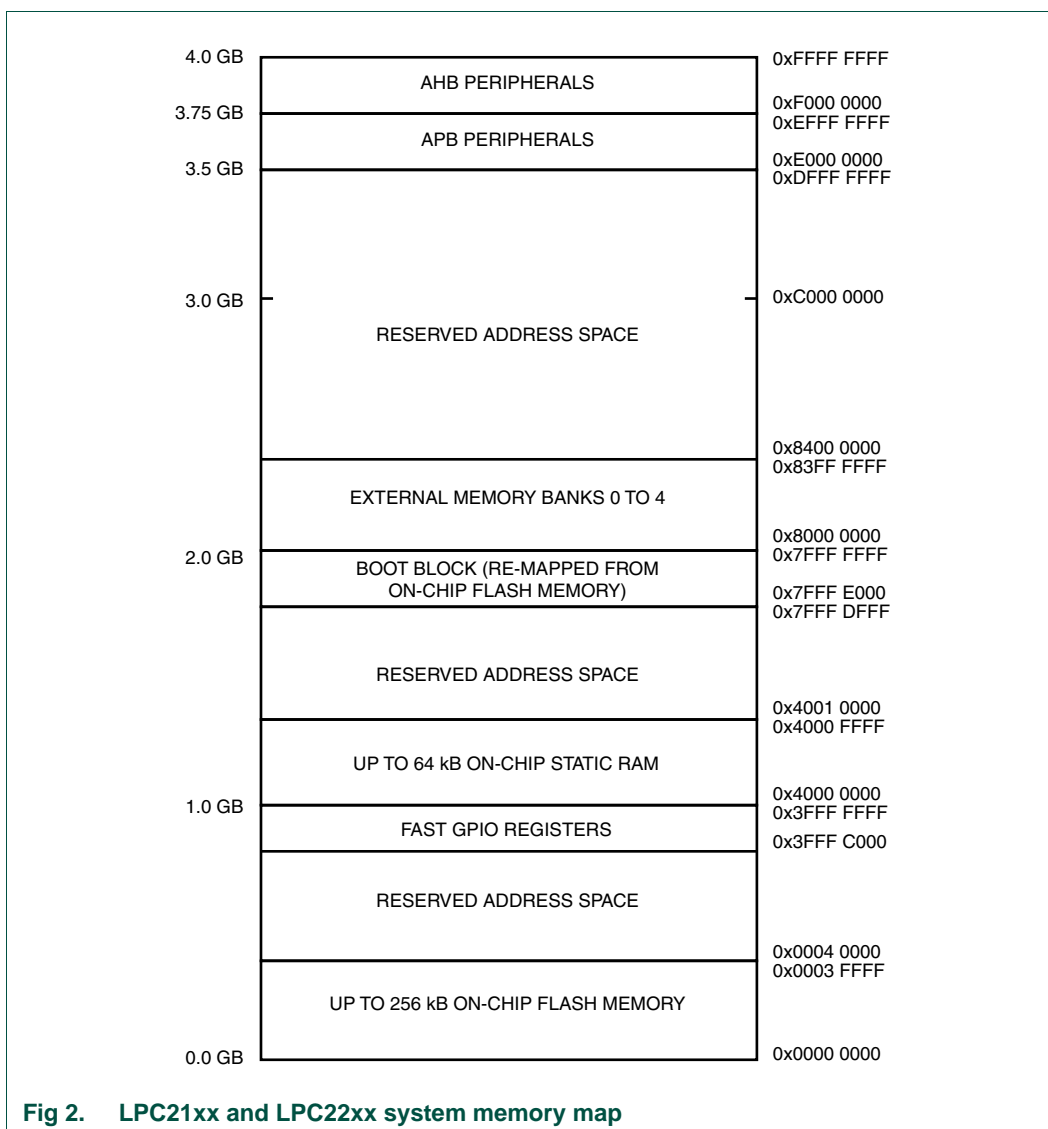 4.0 GB
0xFFFF FFFF
AHB PERIPHERALS
0xF000 0000
3.75 GB
0xEFFF FFFF
APB PERIPHERALS
0xE000 0000
3.5 GB
0xDFFF FFFF
3.0 GB
0xC000 0000
RESERVED ADDRESS SPACE
0x8400 0000
0x83FF FFFF
EXTERNAL MEMORY BANKS 0 TO 4
0x8000 0000
2.0 GB
0x7FFF FFFF
BOOT BLOCK (RE-MAPPED FROM
ON-CHIP FLASH MEMORY)
0x7FFF E000
0x7FFF DFFF
RESERVED ADDRESS SPACE
0x4001 0000
0x4000 FFFF
UP TO 64 kB ON-CHIP STATIC RAM
0x4000 0000
1.0 GB
0x3FFF FFFF
FAST GPIO REGISTERS
0x3FFF C000
RESERVED ADDRESS SPACE
0x0004 0000
0x0003 FFFF
UP TO 256 kB ON-CHIP FLASH MEMORY
0.0 GB
0x0000 0000
Fig 2. LPC21xx and LPC22xx system memory map